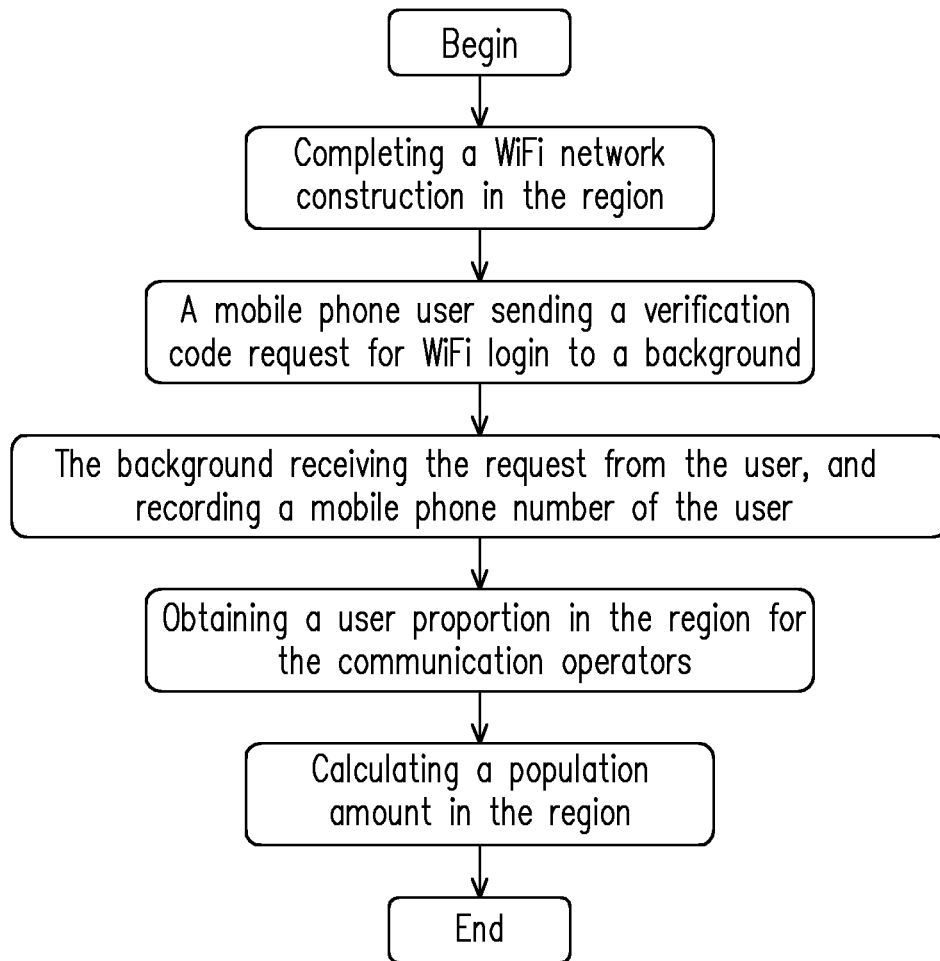 Begin
Completing a WiFi network
construction in the region
A mobile phone user sending a verification
code request for WiFi login to a background
The background receiving the request from the user, and
recording a mobile phone number of the user
Obtaining a user proportion in the region for
the communication operators
Calculating a population
amount in the region
End